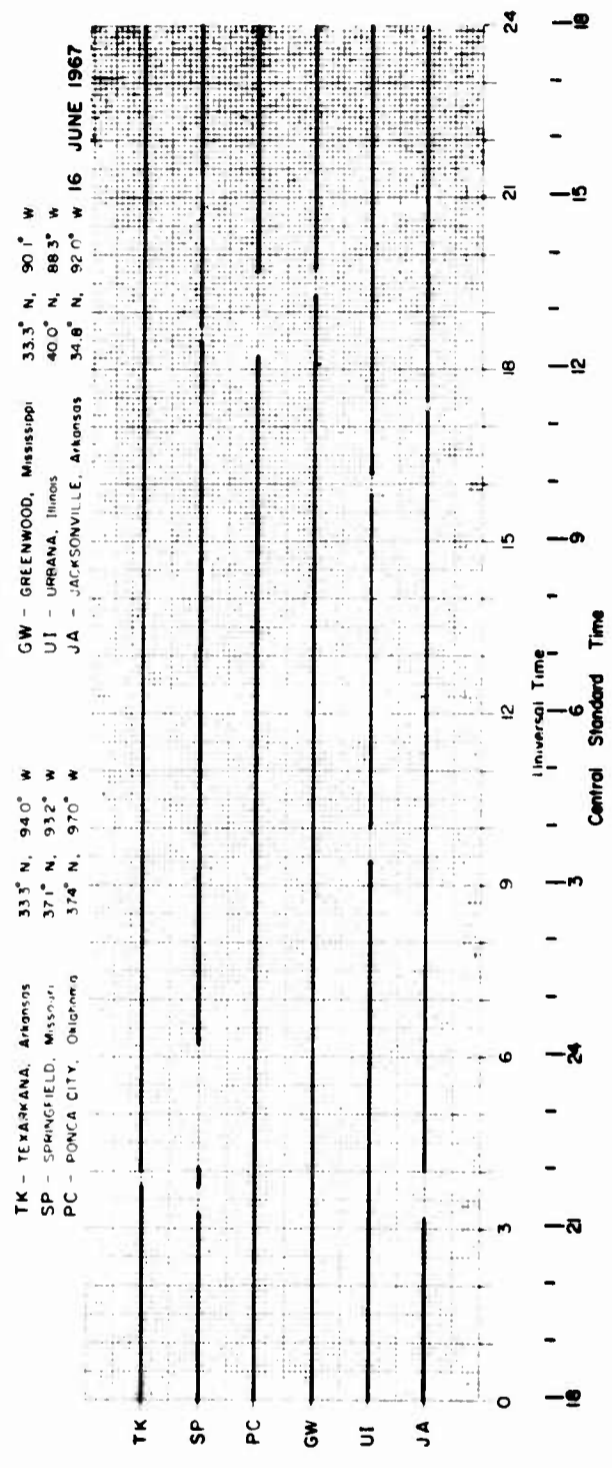 TK – TEXARKANA, Arkansas 33.3° N, 94.0° W
SP – SPRINGFIELD, Missouri 37.1° N, 93.2° W
PC – PONCA CITY, Oklahoma 37.4° N, 97.0° W
GW – GREENWOOD, Mississippi 33.3° N, 90.1° W
UI – URBANA, Illinois 40.0° N, 88.3° W
JA – JACKSONVILLE, Arkansas 34.8° N, 92.0° W
16 JUNE 1967
TK
SP
PC
GW
UI
JA
0 3 6 9 12 15 18 21 24
Universal Time
18 21 24 3 6 9 12 15 18
Central Standard Time